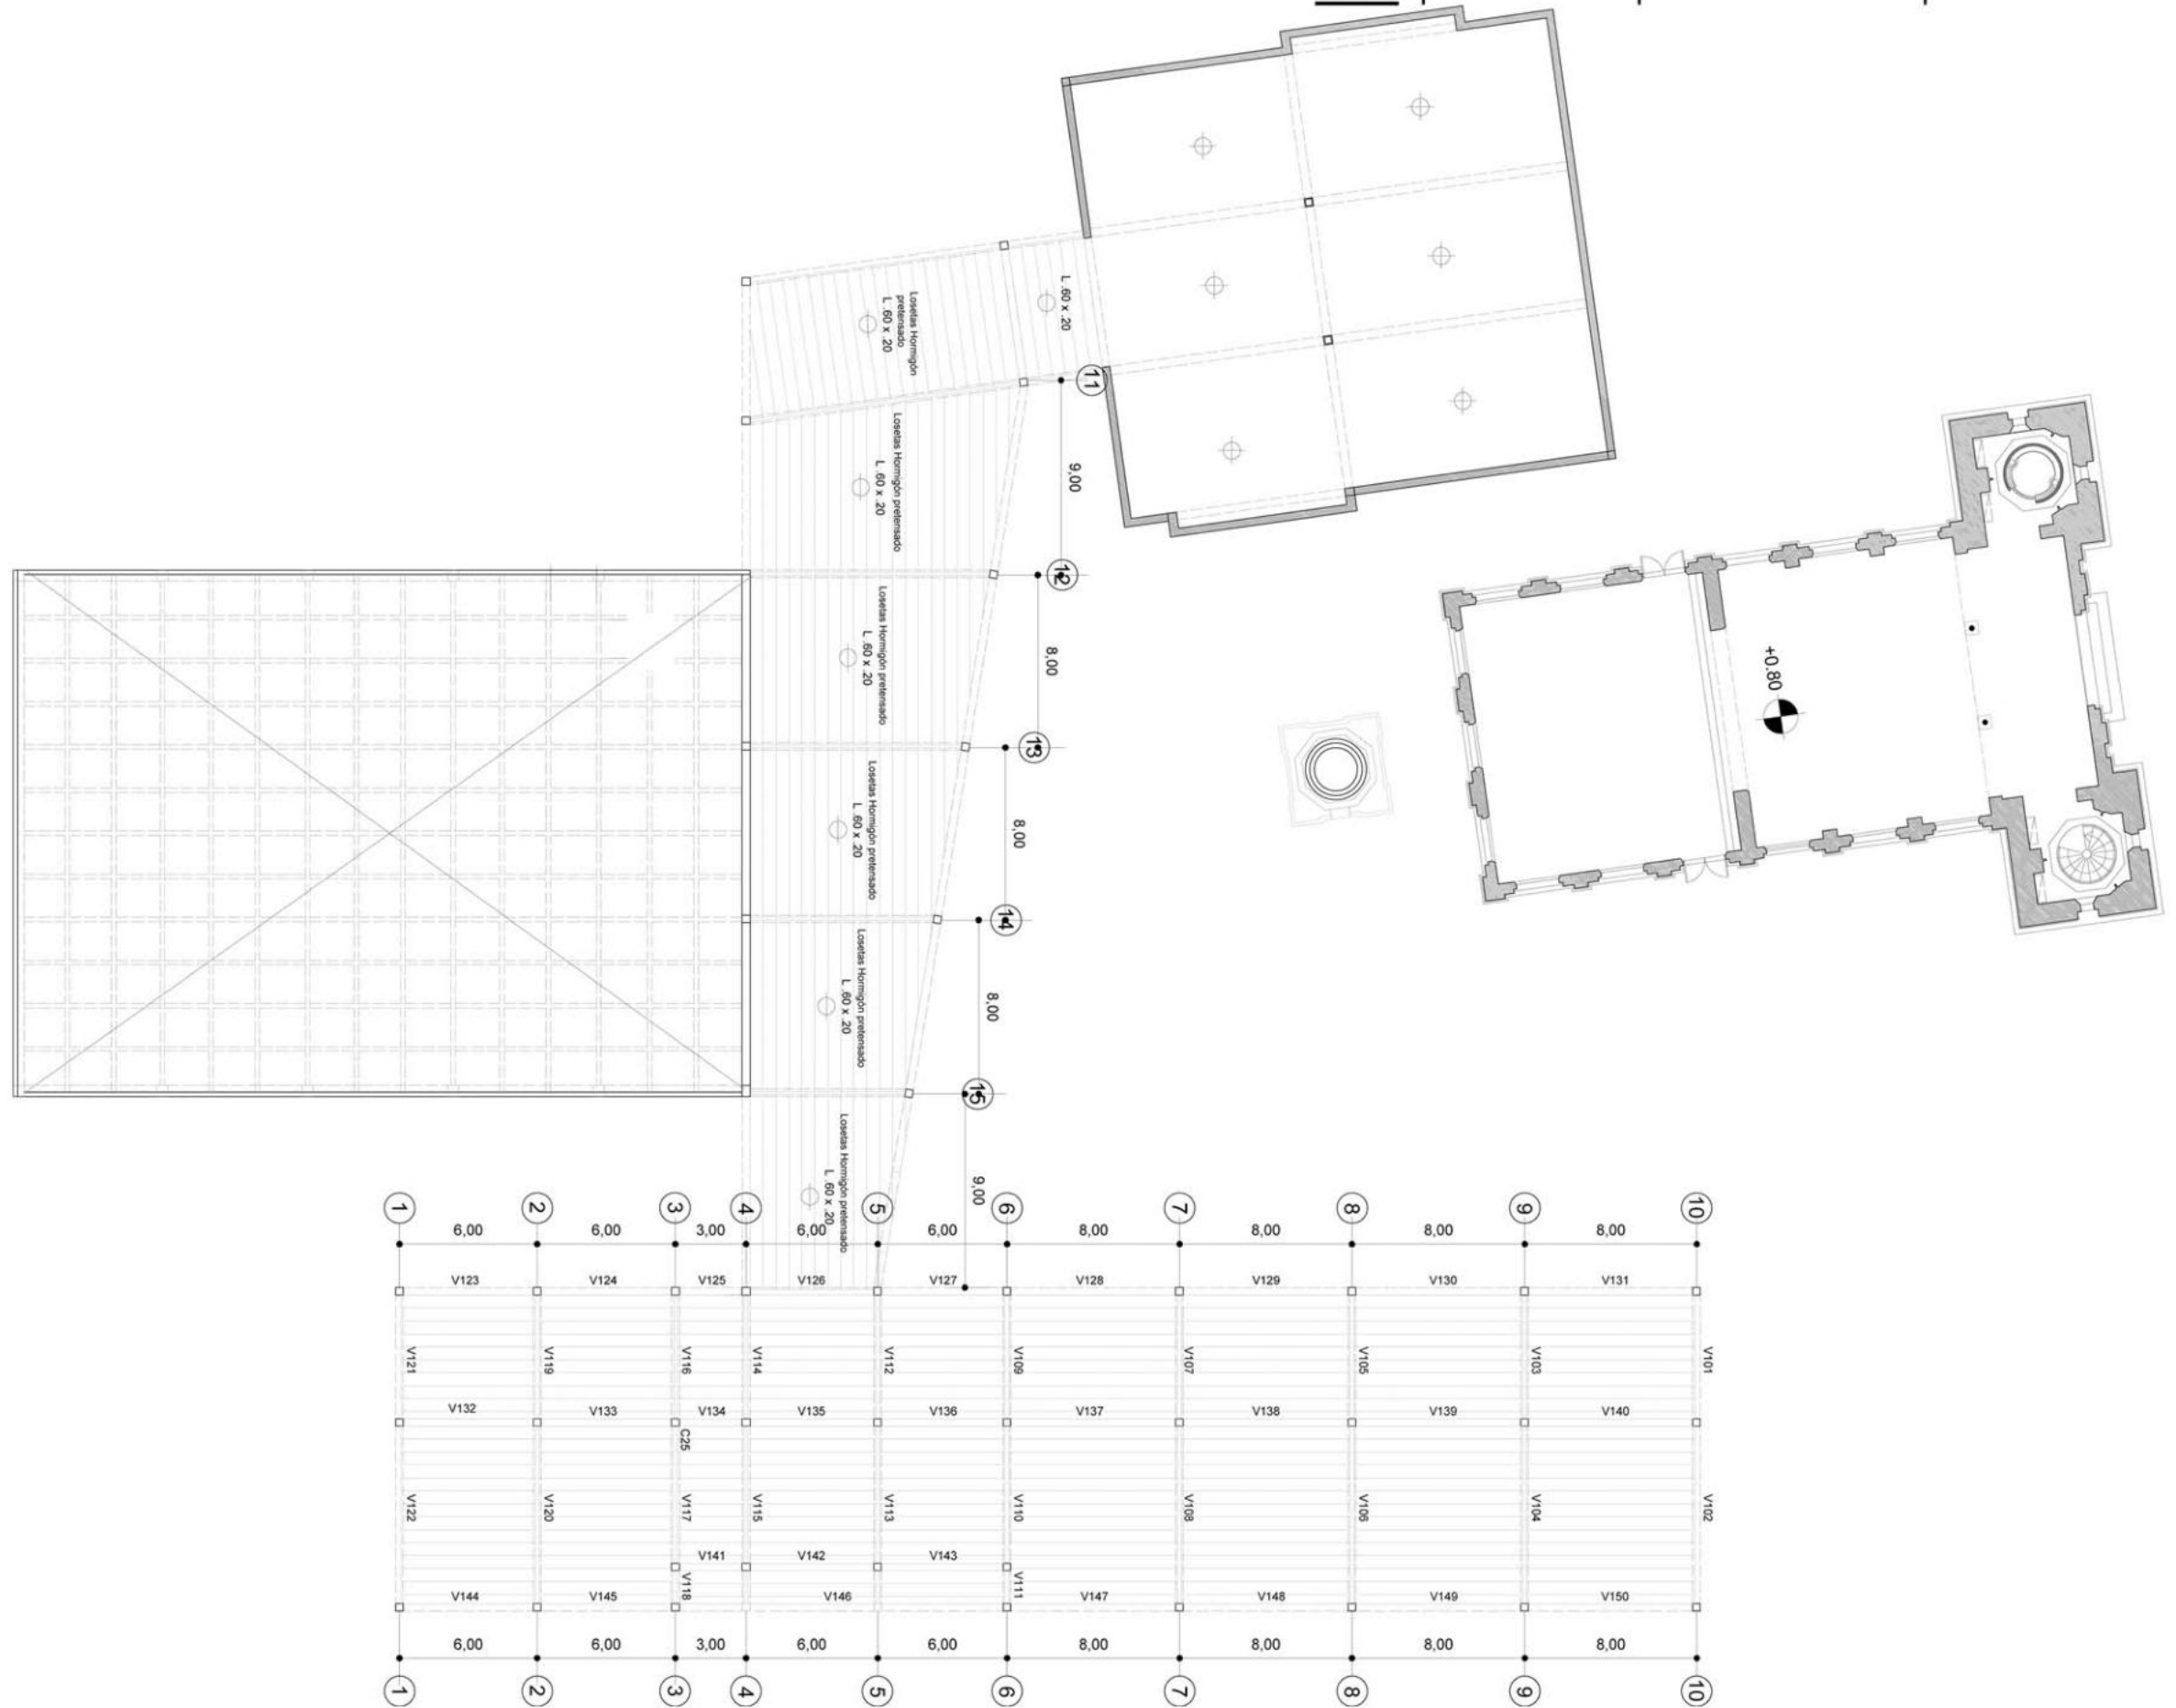 L .60 x .20
Losetas Hormigón
pretensado
L .60 x .20
11
Losetas Hormigón pretensado
L .60 x .20
9,00
12
Losetas Hormigón pretensado
L .60 x .20
8,00
+0.80
13
Losetas Hormigón pretensado
L .60 x .20
8,00
14
Losetas Hormigón pretensado
L .60 x .20
8,00
15
Losetas Hormigón pretensado
L .60 x .20
9,00
1 2 3 4 5 6 7 8 9 10
6,00 6,00 3,00 6,00 6,00 8,00 8,00 8,00 8,00
V123 V124 V125 V126 V127 V128 V129 V130 V131
V121 V119 V116 V114 V112 V109 V107 V105 V103 V101
V132 V133 V134 V135 V136 V137 V138 V139 V140
C25
V122 V120 V117 V115 V113 V110 V108 V106 V104 V102
V141 V142 V143
V118 V111
V144 V145 V146 V147 V148 V149 V150
6,00 6,00 3,00 6,00 6,00 8,00 8,00 8,00 8,00
1 2 3 4 5 6 7 8 9 10